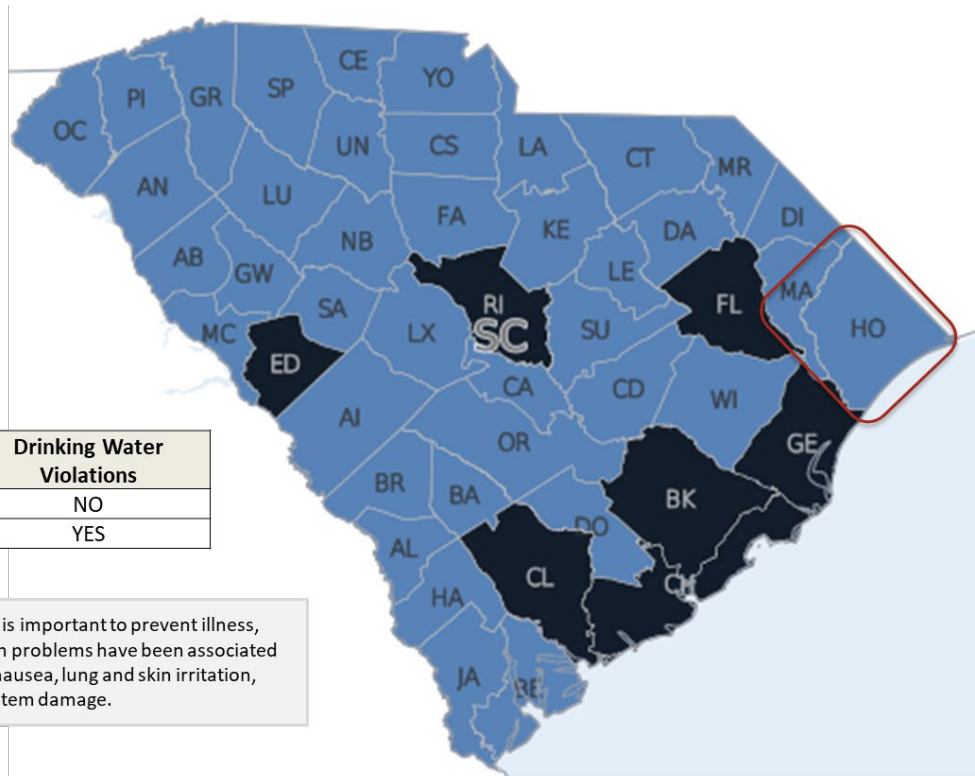 CE
YO
SP
PI
GR
OC
UN
CS
LA
CT
MR
AN
LU
FA
KE
DA
DI
NB
AB
GW
LE
MA
SA
RI
FL
HO
MC
LX
SC
SU
ED
CA
CD
WI
AI
OR
GE
Drinking Water
Violations
NO
YES
BR
BA
BK
DO
AL
CL
CH
HA
is important to prevent illness,
problems have been associated
nausea, lung and skin irritation,
damage.
JA
BE